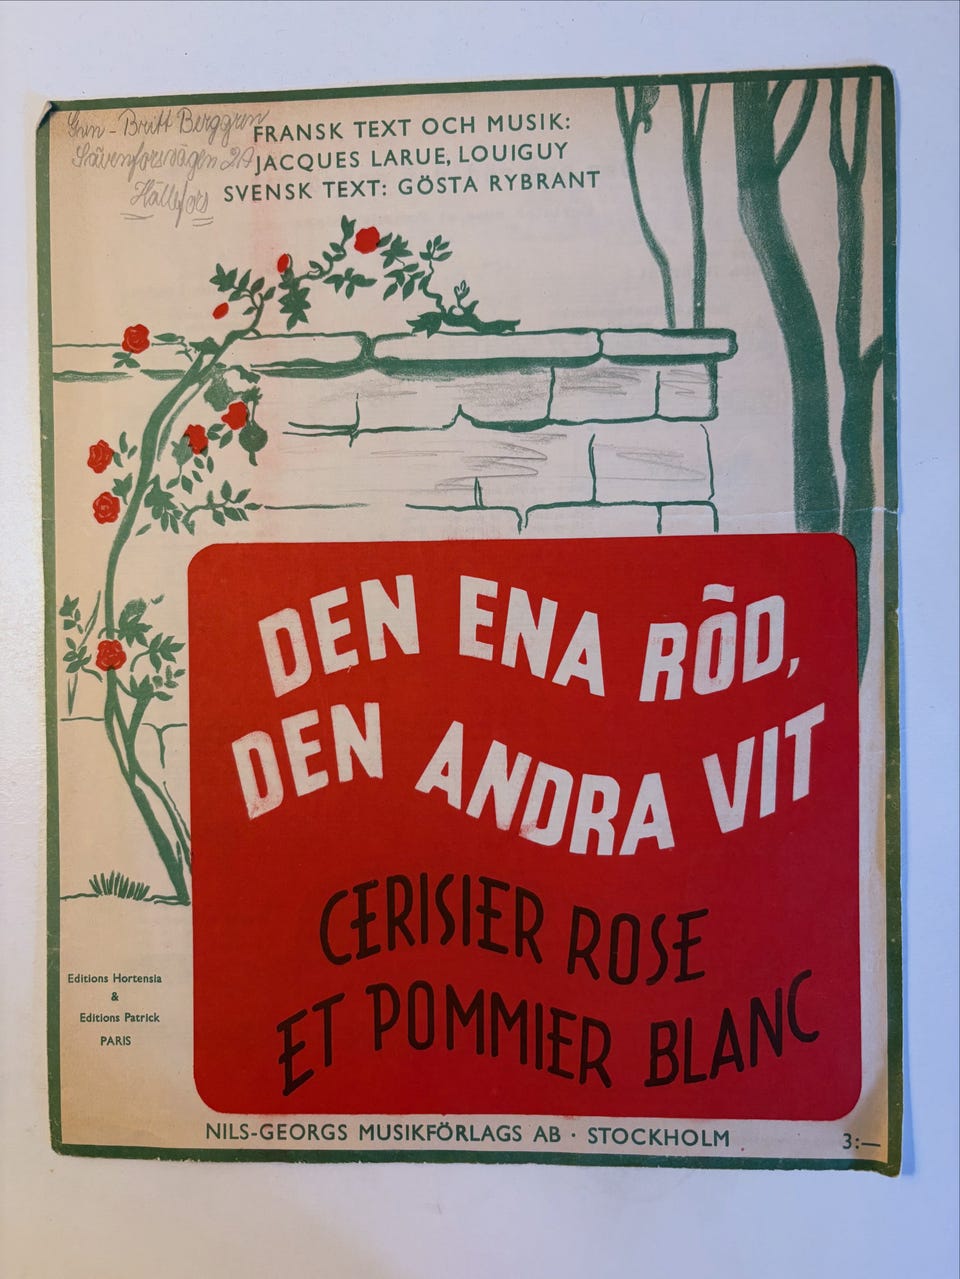 Gun-Britt Berggren
Sävenforsvägen 2A
Hällefors
FRANSK TEXT OCH MUSIK:
JACQUES LARUE, LOUIGUY
SVENSK TEXT: GÖSTA RYBRANT
DEN ENA RÖD,
DEN ANDRA VIT
CERISIER ROSE
ET POMMIER BLANC
Editions Hortensia
&
Editions Patrick
PARIS
NILS-GEORGS MUSIKFÖRLAGS AB · STOCKHOLM
3:—